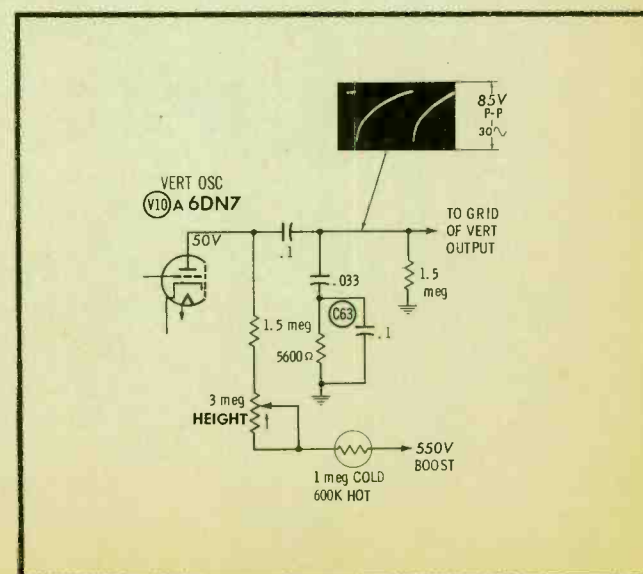 85V
P-P
30∿
VERT OSC
V10 A 6DN7
50V
.1
TO GRID
OF VERT
OUTPUT
.033
1.5
meg
C63
.1
1.5 meg
5600Ω
3 meg
HEIGHT
550V
BOOST
1 meg COLD
600K HOT